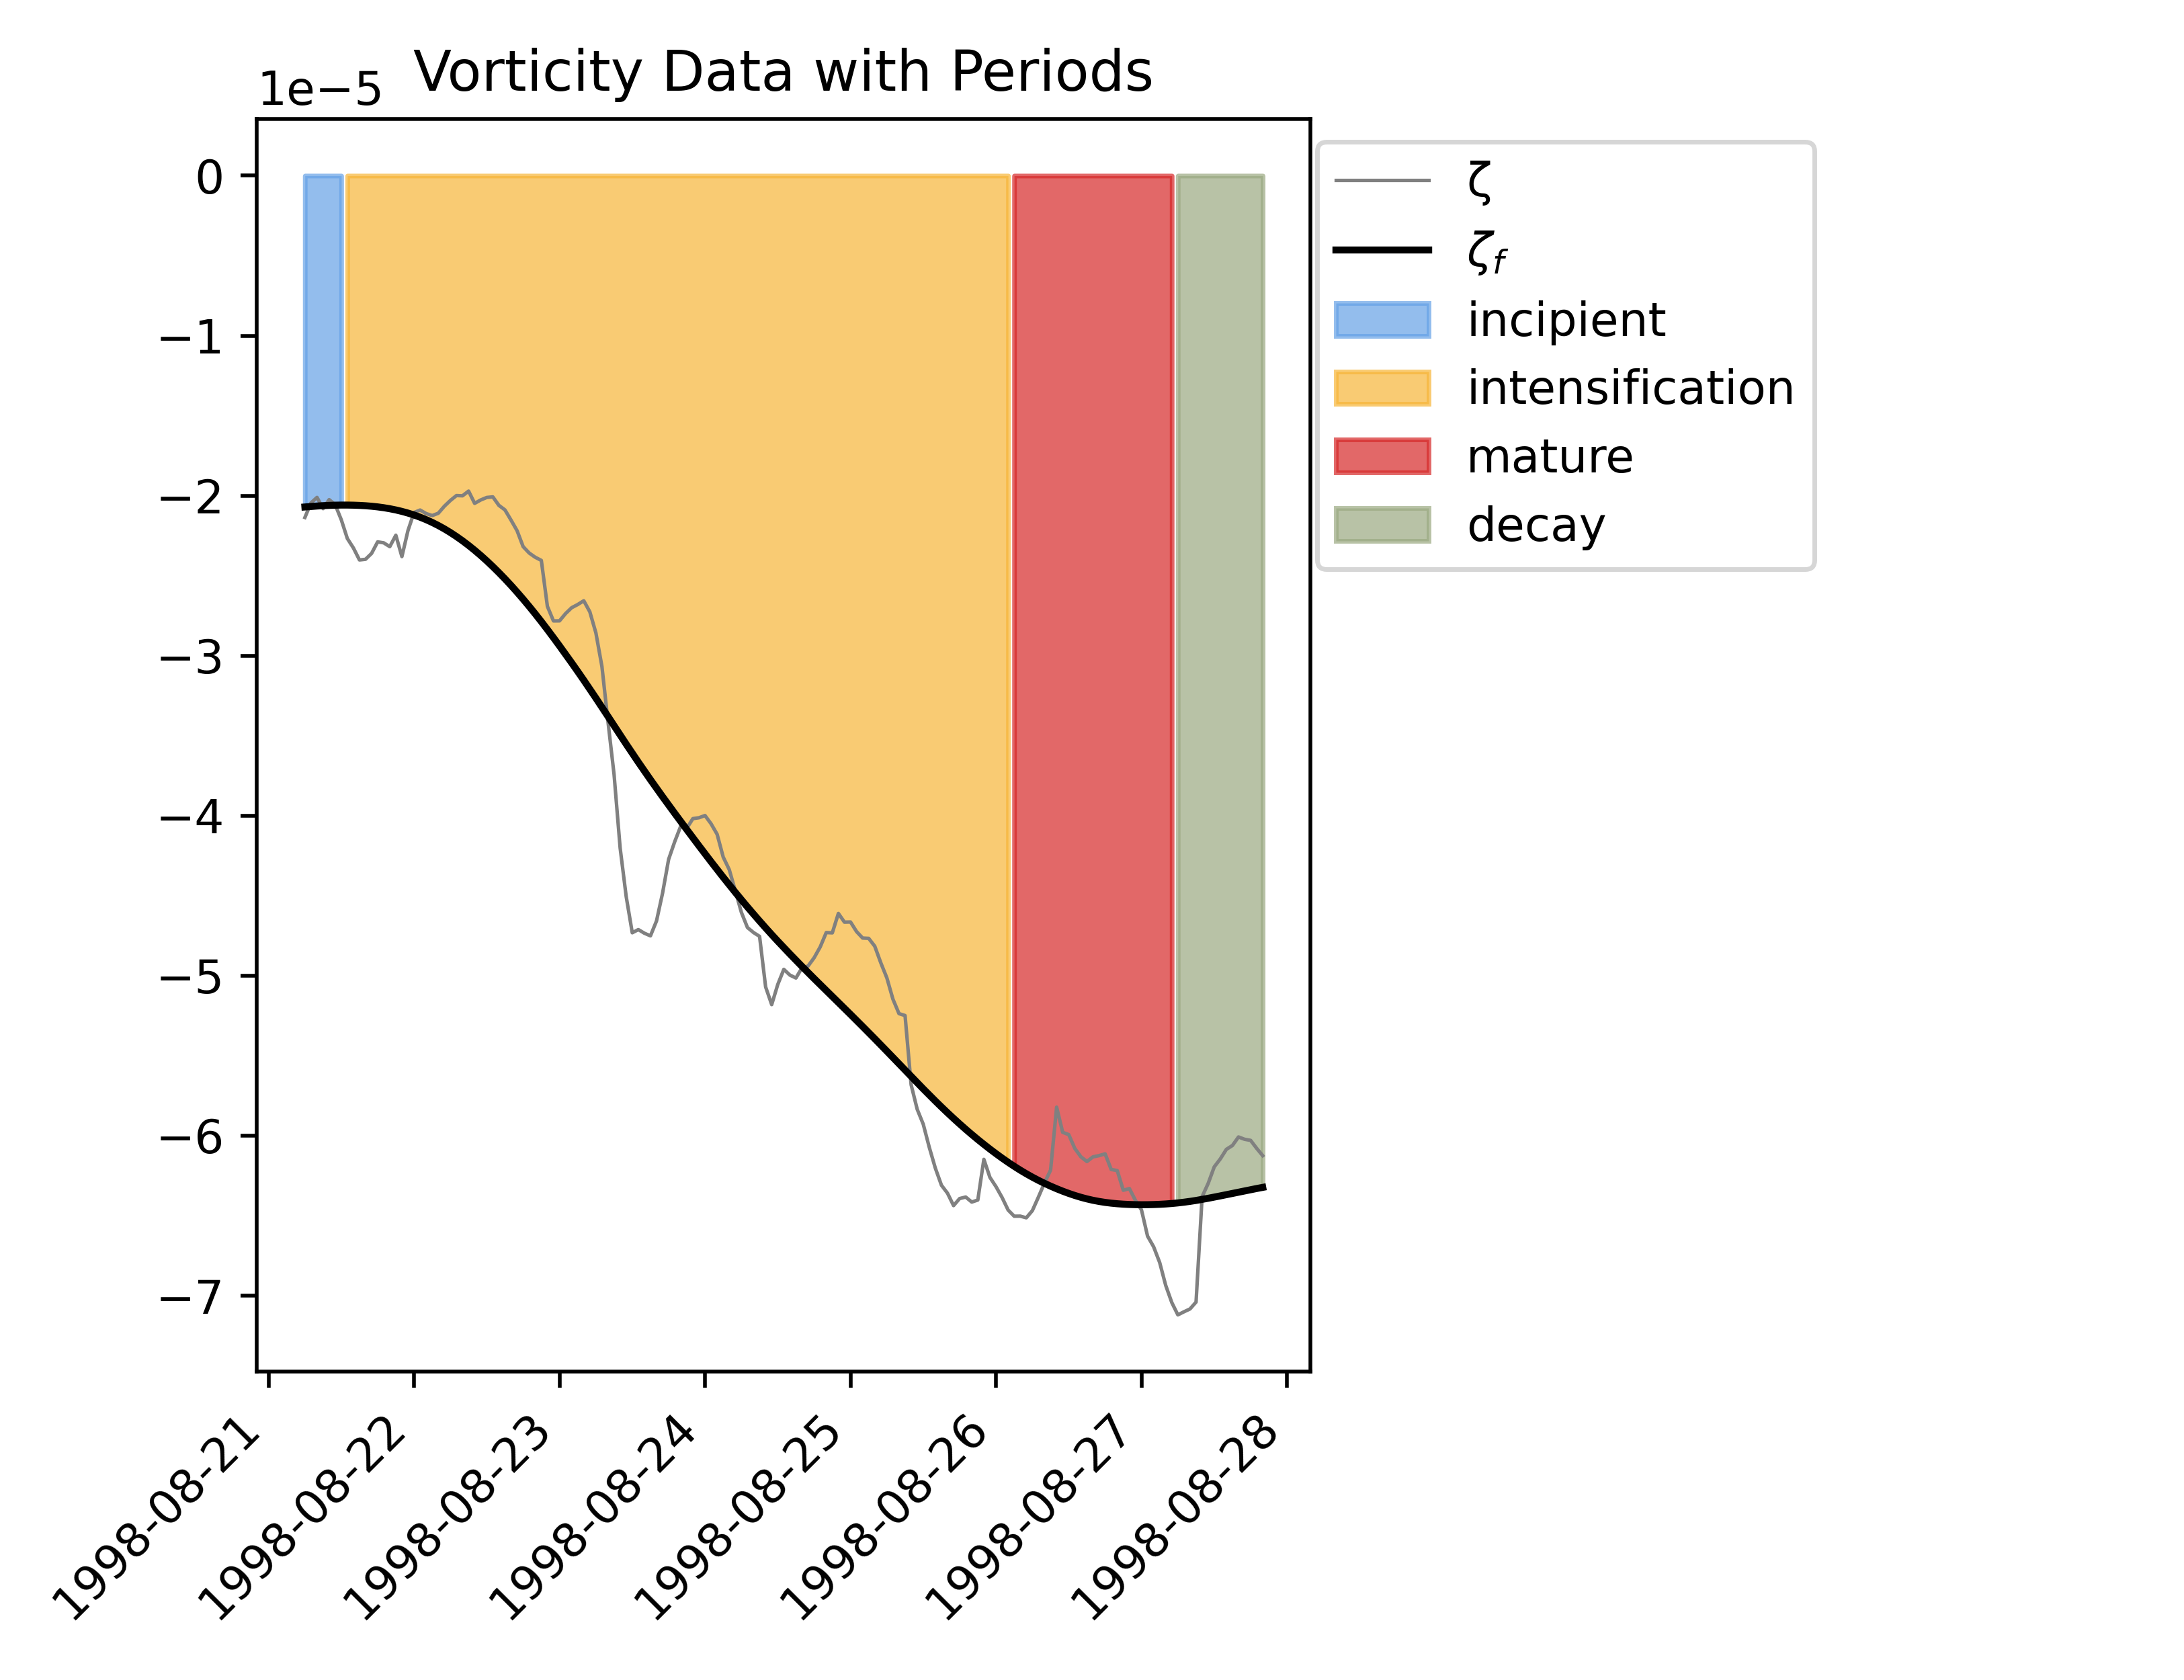 Vorticity Data with Periods
1e−5
0
−1
−2
−3
−4
−5
−6
−7
1998-08-21
1998-08-22
1998-08-23
1998-08-24
1998-08-25
1998-08-26
1998-08-27
1998-08-28
ζ
ζf
incipient
intensification
mature
decay